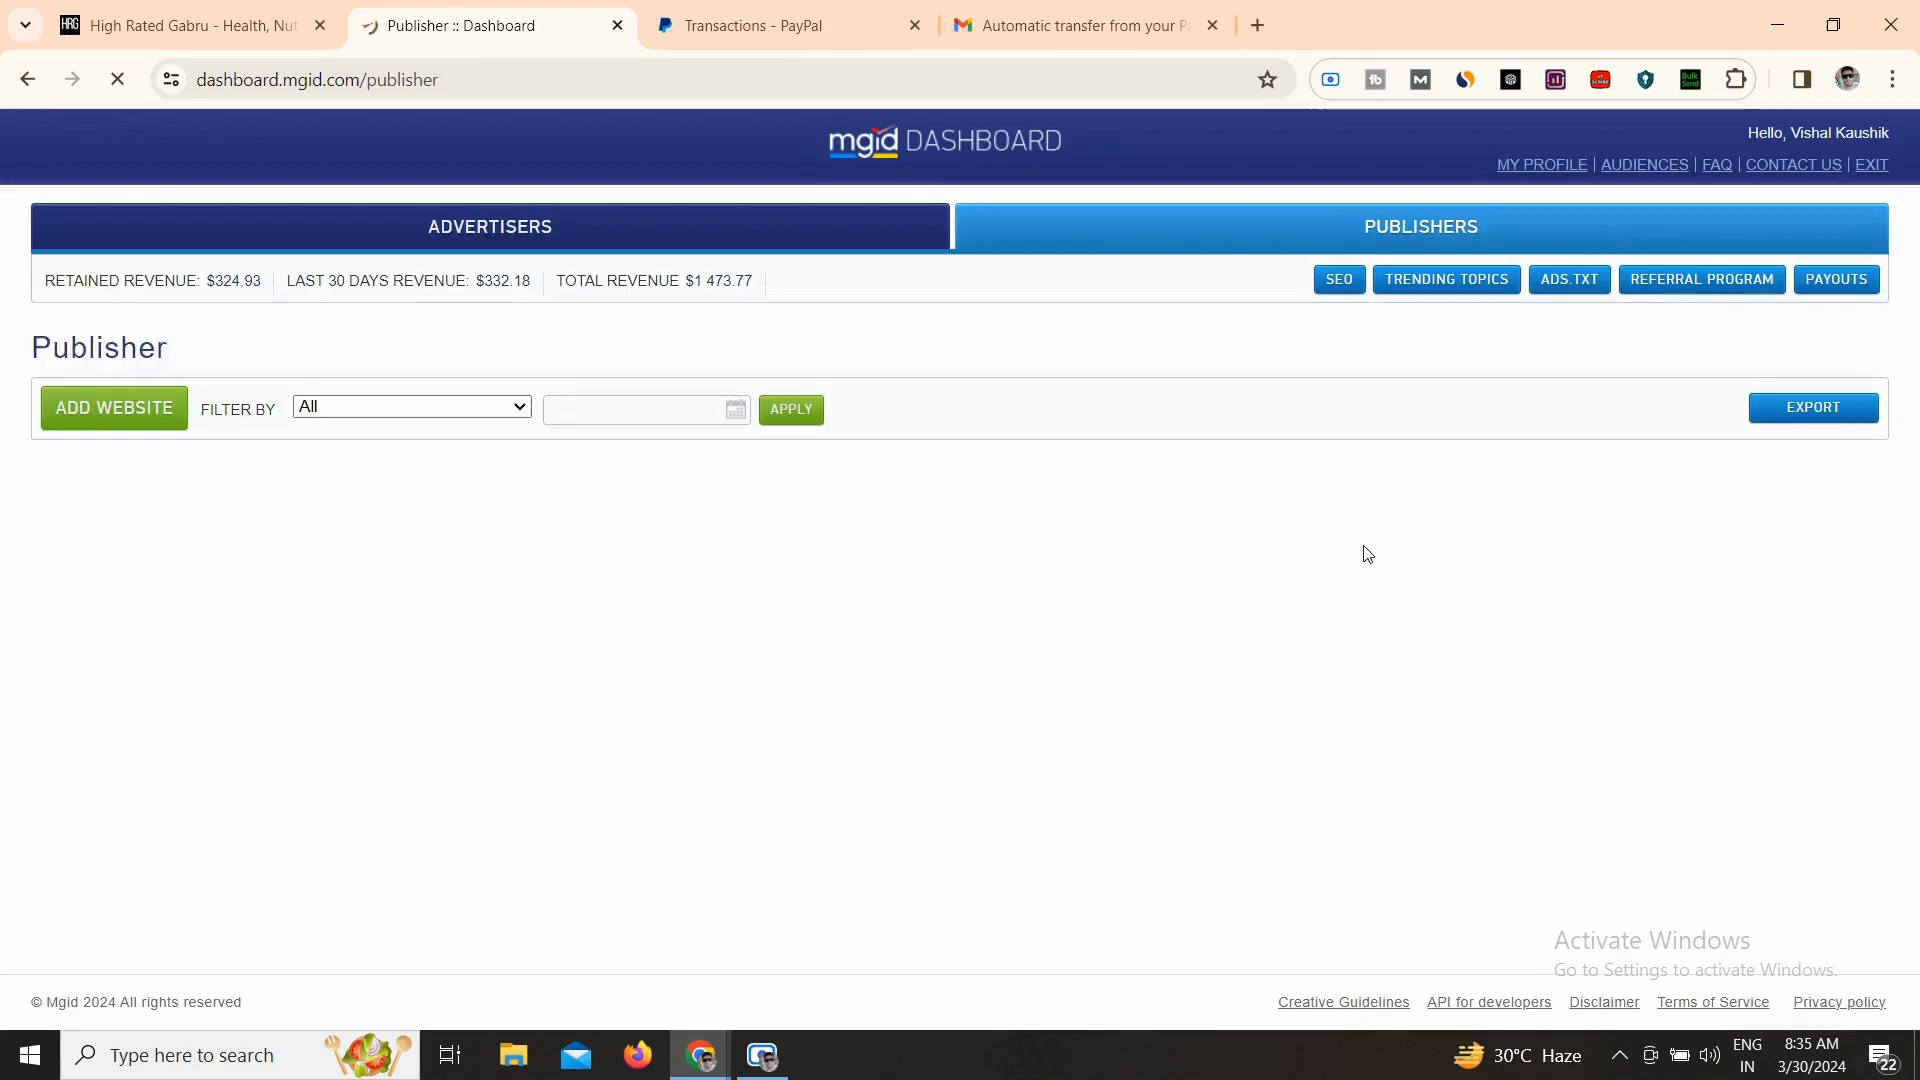 HRG High Rated Gabru - Health, Nut
Publisher :: Dashboard
Transactions - PayPal
Automatic transfer from your Pa
dashboard.mgid.com/publisher
mgid DASHBOARD
Hello, Vishal Kaushik
MY PROFILE | AUDIENCES | FAQ | CONTACT US | EXIT
ADVERTISERS
PUBLISHERS
RETAINED REVENUE: $324.93
LAST 30 DAYS REVENUE: $332.18
TOTAL REVENUE $1 473.77
SEO
TRENDING TOPICS
ADS.TXT
REFERRAL PROGRAM
PAYOUTS
Publisher
ADD WEBSITE
FILTER BY
All
APPLY
EXPORT
Activate Windows
Go to Settings to activate Windows.
© Mgid 2024 All rights reserved
Creative Guidelines
API for developers
Disclaimer
Terms of Service
Privacy policy
Type here to search
30°C Haze
ENG
IN
8:35 AM
3/30/2024
22